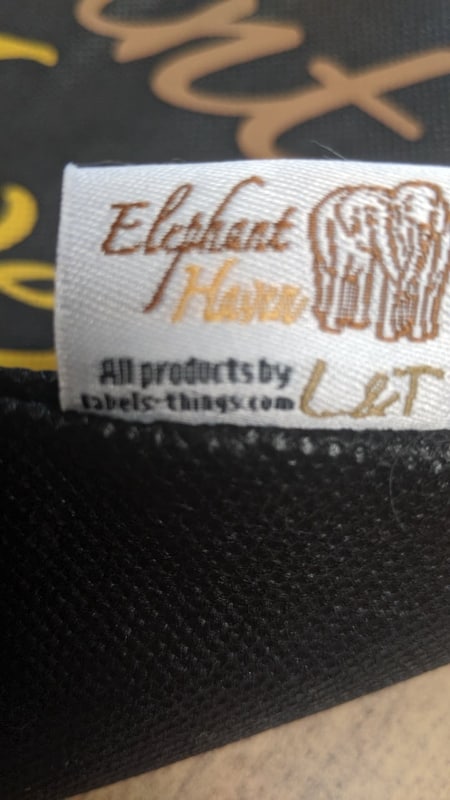 Elephant
Haven
All products by
labels-things.com L&T